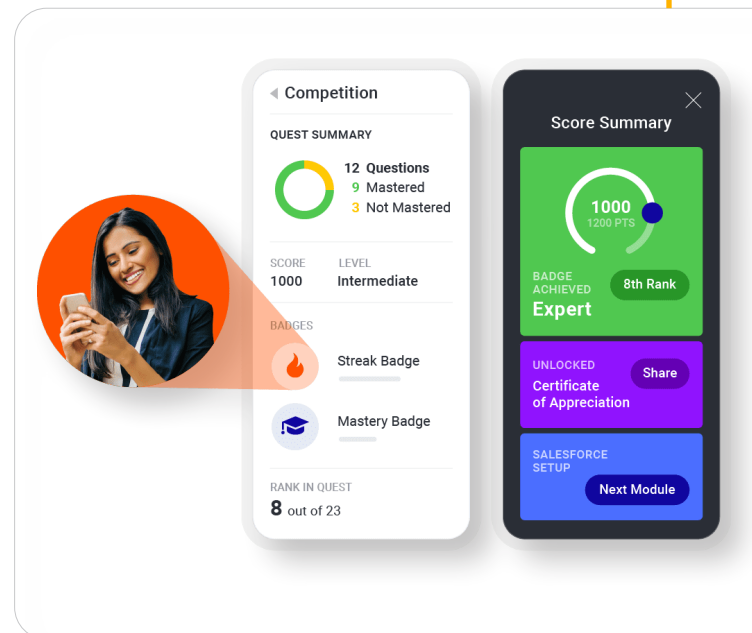 Competition
QUEST SUMMARY
12 Questions
9 Mastered
3 Not Mastered
SCORE LEVEL
1000 Intermediate
BADGES
Streak Badge
Mastery Badge
RANK IN QUEST
8 out of 23
Score Summary
1000
1200 PTS
BADGE
ACHIEVED
Expert
8th Rank
UNLOCKED
Certificate
of Appreciation
Share
SALESFORCE
SETUP
Next Module